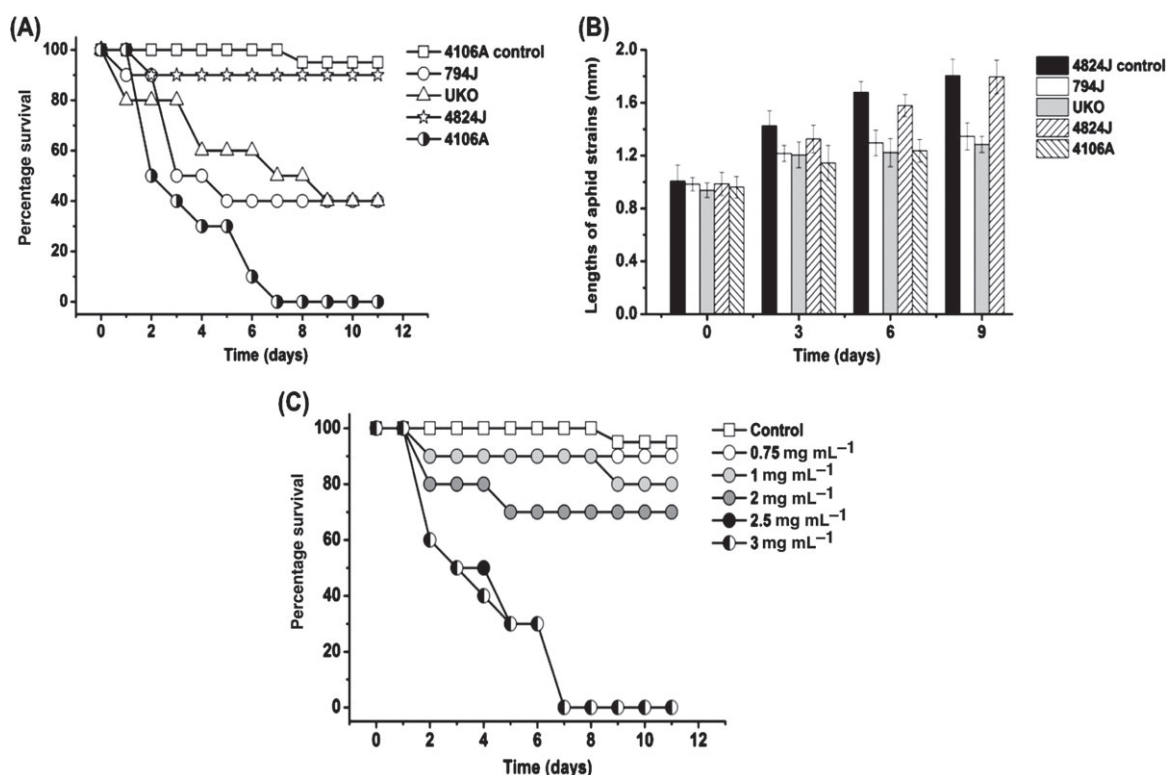 (A)
100
80
60
40
20
0
Percentage survival
0 2 4 6 8 10 12
Time (days)
4106A control
794J
UKO
4824J
4106A
(B)
2.0
1.6
1.2
0.8
0.4
0.0
Lengths of aphid strains (mm)
0 3 6 9
Time (days)
4824J control
794J
UKO
4824J
4106A
(C)
100
80
60
40
20
0
Percentage survival
0 2 4 6 8 10 12
Time (days)
Control
0.75 mg mL⁻¹
1 mg mL⁻¹
2 mg mL⁻¹
2.5 mg mL⁻¹
3 mg mL⁻¹